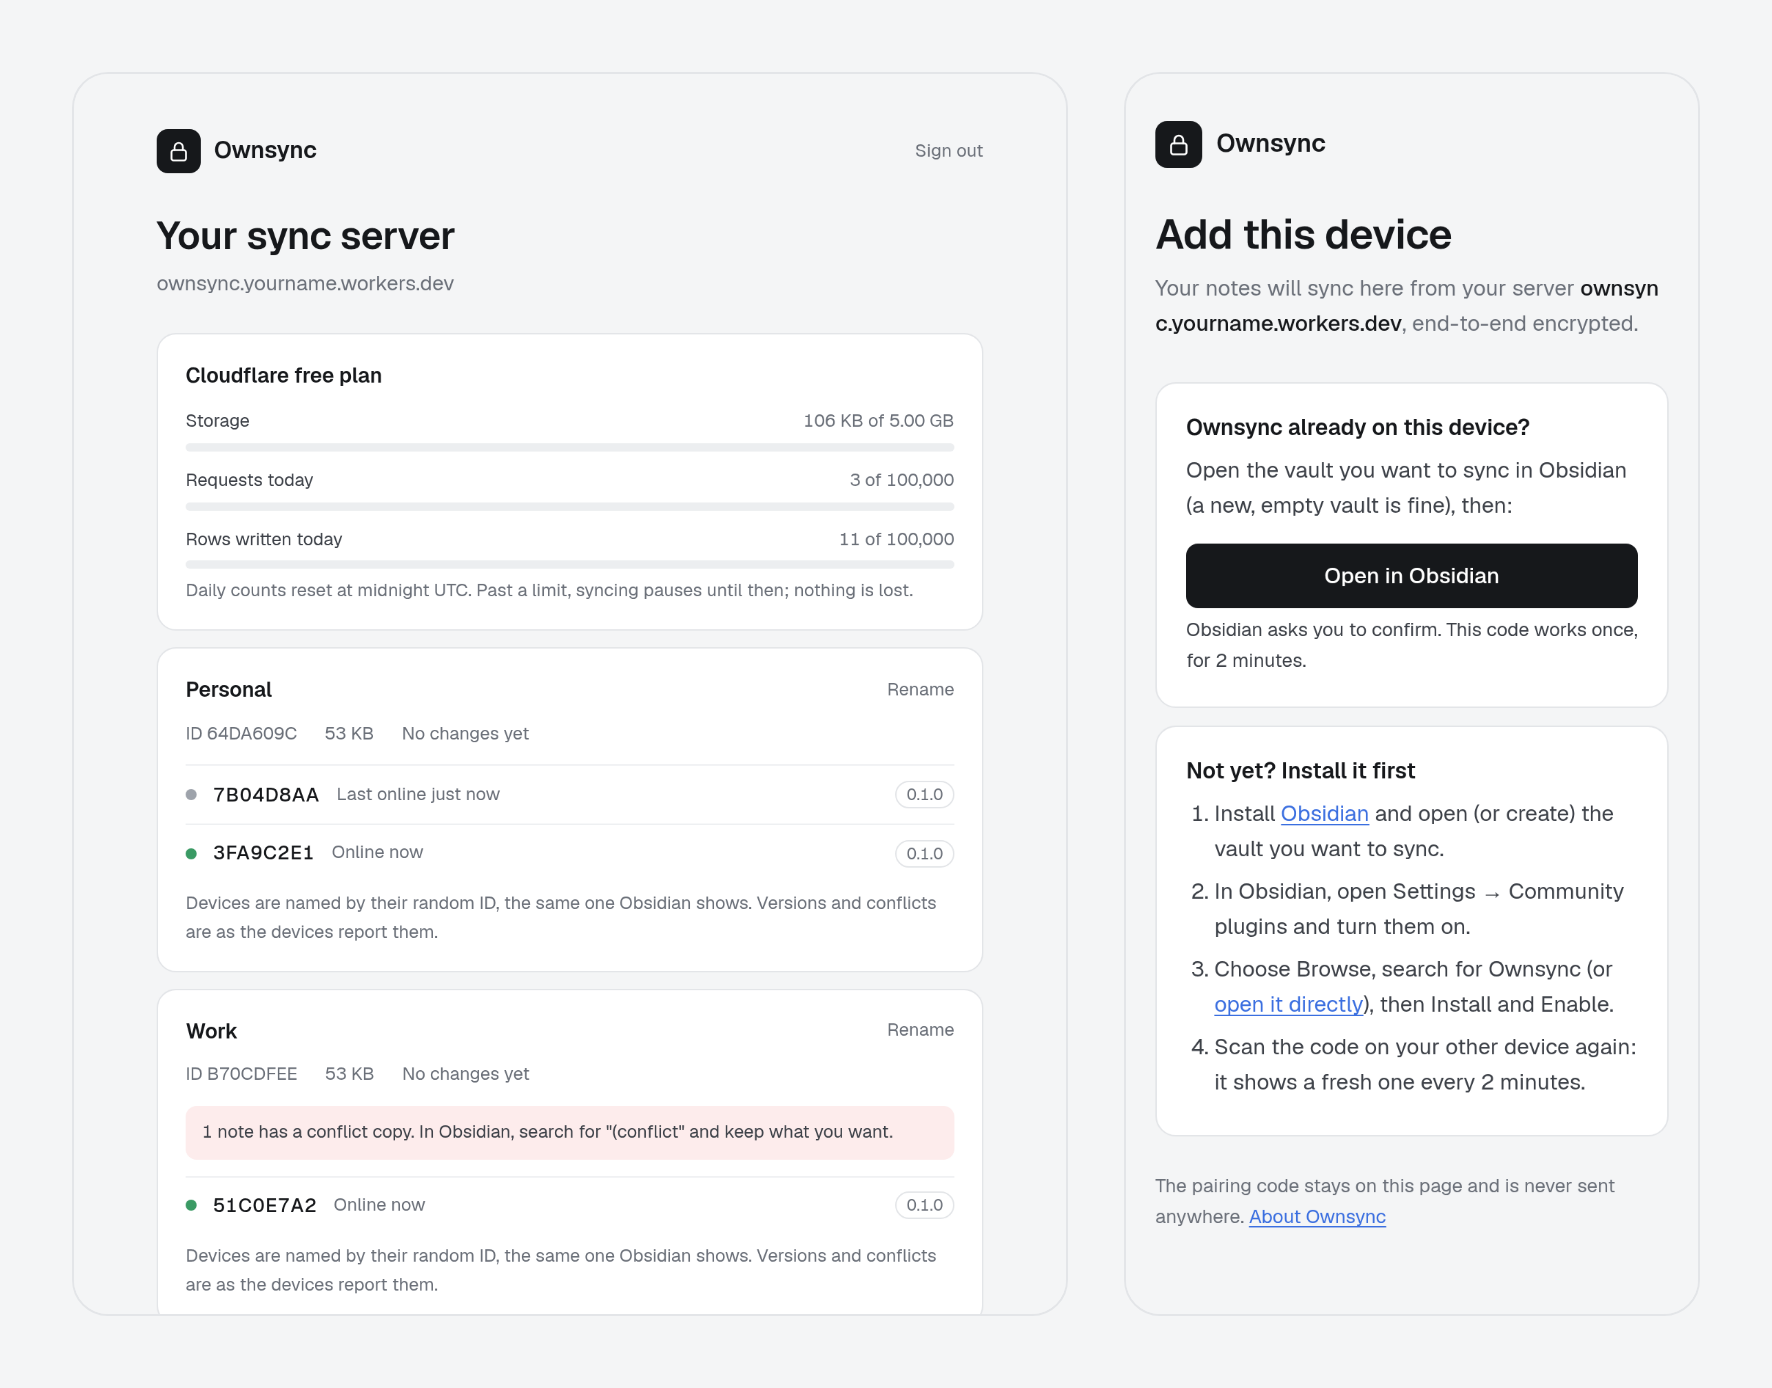 Ownsync
Sign out
Your sync server
ownsync.yourname.workers.dev
Cloudflare free plan
Storage
106 KB of 5.00 GB
Requests today
3 of 100,000
Rows written today
11 of 100,000
Daily counts reset at midnight UTC. Past a limit, syncing pauses until then; nothing is lost.
Personal
Rename
ID 64DA609C
53 KB
No changes yet
7B04D8AA
Last online just now
0.1.0
3FA9C2E1
Online now
0.1.0
Devices are named by their random ID, the same one Obsidian shows. Versions and conflicts
are as the devices report them.
Work
Rename
ID B70CDFEE
53 KB
No changes yet
1 note has a conflict copy. In Obsidian, search for "(conflict" and keep what you want.
51C0E7A2
Online now
0.1.0
Devices are named by their random ID, the same one Obsidian shows. Versions and conflicts
are as the devices report them.
Ownsync
Add this device
Your notes will sync here from your server ownsyn
c.yourname.workers.dev, end-to-end encrypted.
Ownsync already on this device?
Open the vault you want to sync in Obsidian
(a new, empty vault is fine), then:
Open in Obsidian
Obsidian asks you to confirm. This code works once,
for 2 minutes.
Not yet? Install it first
1. Install Obsidian and open (or create) the
vault you want to sync.
2. In Obsidian, open Settings → Community
plugins and turn them on.
3. Choose Browse, search for Ownsync (or
open it directly), then Install and Enable.
4. Scan the code on your other device again:
it shows a fresh one every 2 minutes.
The pairing code stays on this page and is never sent
anywhere. About Ownsync